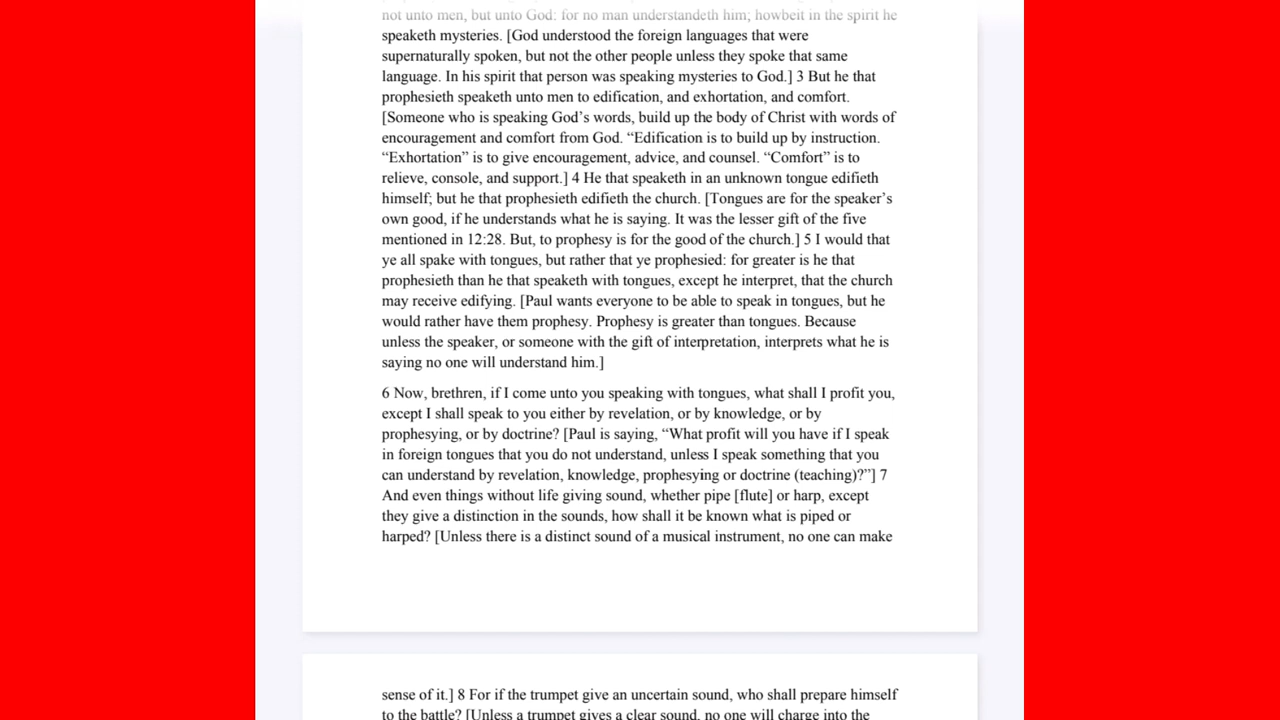 not unto men, but unto God: for no man understandeth him; howbeit in the spirit he
speaketh mysteries. [God understood the foreign languages that were
supernaturally spoken, but not the other people unless they spoke that same
language. In his spirit that person was speaking mysteries to God.] 3 But he that
prophesieth speaketh unto men to edification, and exhortation, and comfort.
[Someone who is speaking God’s words, build up the body of Christ with words of
encouragement and comfort from God. “Edification is to build up by instruction.
“Exhortation” is to give encouragement, advice, and counsel. “Comfort” is to
relieve, console, and support.] 4 He that speaketh in an unknown tongue edifieth
himself; but he that prophesieth edifieth the church. [Tongues are for the speaker’s
own good, if he understands what he is saying. It was the lesser gift of the five
mentioned in 12:28. But, to prophesy is for the good of the church.] 5 I would that
ye all spake with tongues, but rather that ye prophesied: for greater is he that
prophesieth than he that speaketh with tongues, except he interpret, that the church
may receive edifying. [Paul wants everyone to be able to speak in tongues, but he
would rather have them prophesy. Prophesy is greater than tongues. Because
unless the speaker, or someone with the gift of interpretation, interprets what he is
saying no one will understand him.]
6 Now, brethren, if I come unto you speaking with tongues, what shall I profit you,
except I shall speak to you either by revelation, or by knowledge, or by
prophesying, or by doctrine? [Paul is saying, “What profit will you have if I speak
in foreign tongues that you do not understand, unless I speak something that you
can understand by revelation, knowledge, prophesying or doctrine (teaching)?”] 7
And even things without life giving sound, whether pipe [flute] or harp, except
they give a distinction in the sounds, how shall it be known what is piped or
harped? [Unless there is a distinct sound of a musical instrument, no one can make
sense of it.] 8 For if the trumpet give an uncertain sound, who shall prepare himself
to the battle? [Unless a trumpet gives a clear sound, no one will charge into the